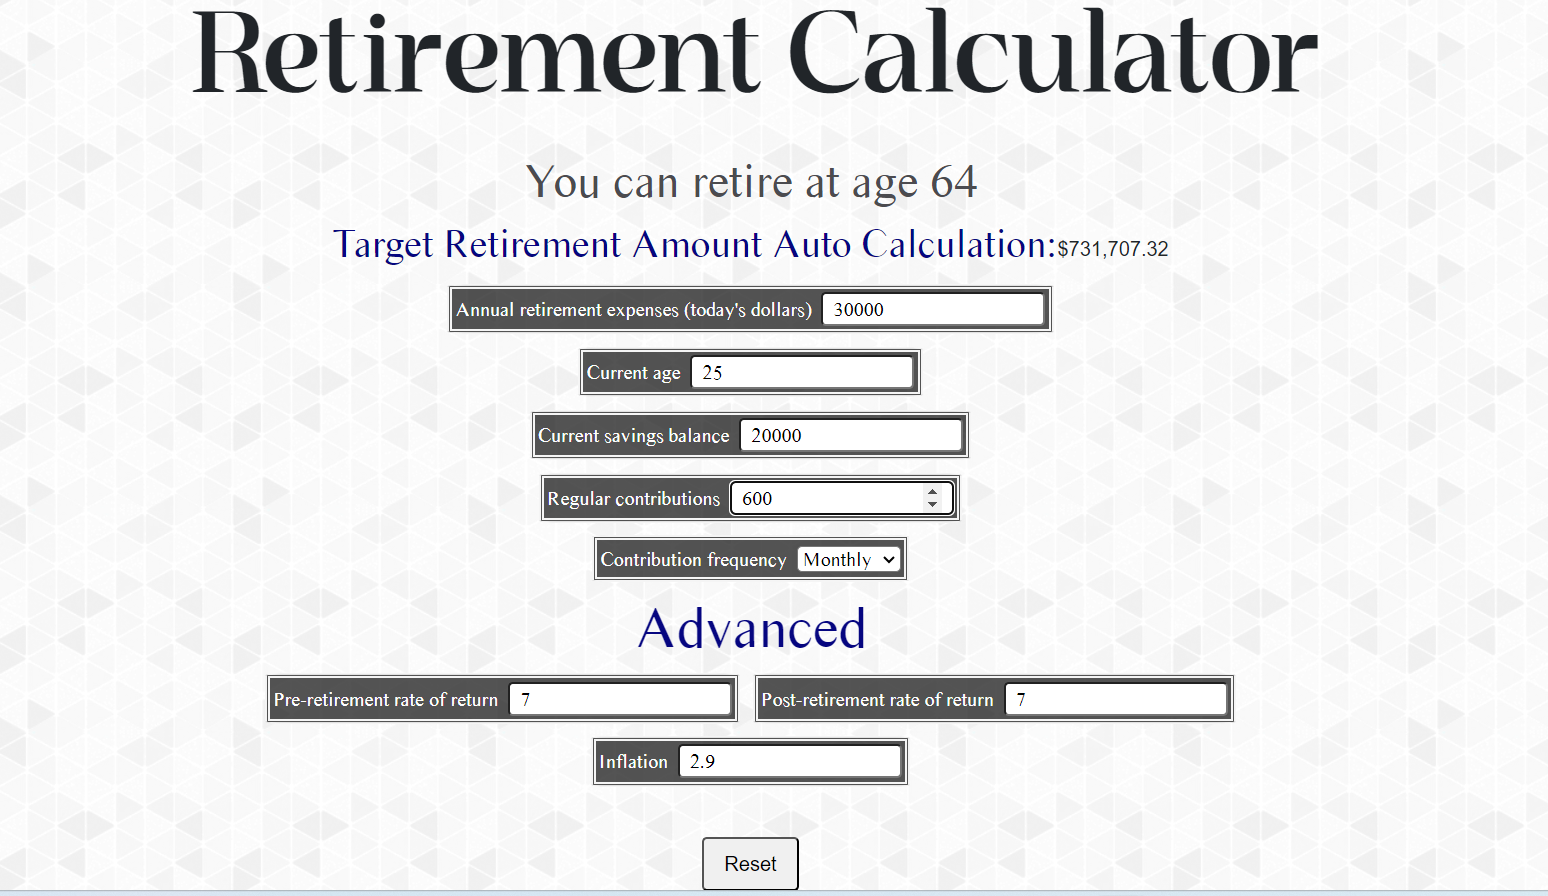 Retirement Calculator
You can retire at age 64
Target Retirement Amount Auto Calculation:$731,707.32
Annual retirement expenses (today's dollars) 30000
Current age 25
Current savings balance 20000
Regular contributions 600
Contribution frequency Monthly
Advanced
Pre-retirement rate of return 7 Post-retirement rate of return 7
Inflation 2.9
Reset